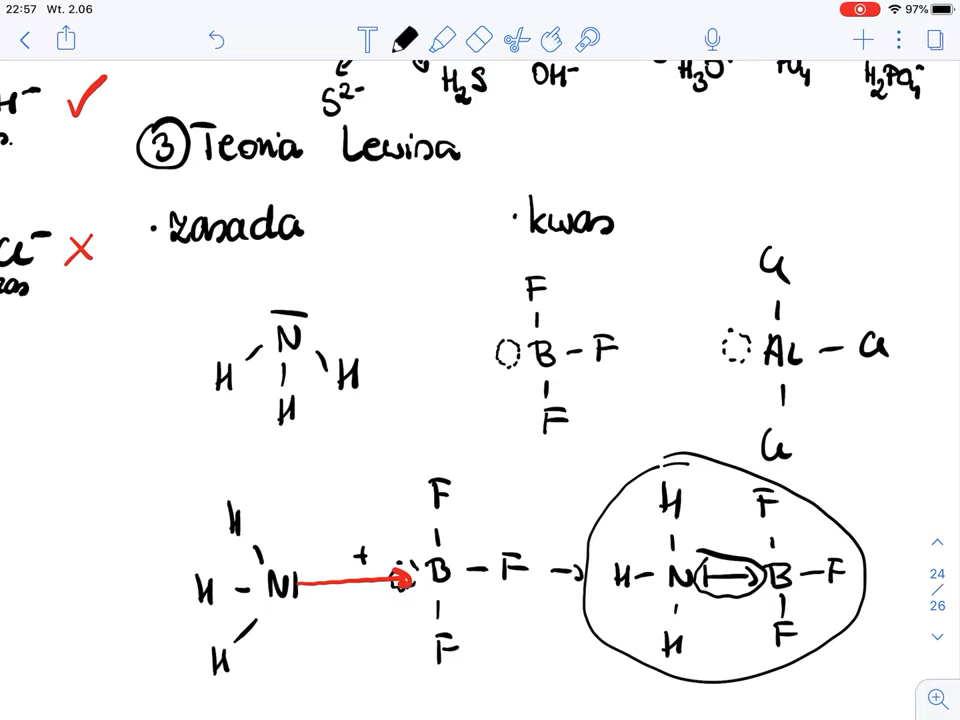 22:57 Wt. 2.06
97%
T
S²⁻ H₂S OH⁻ H₃O⁺ H₂PO₄⁻
H⁻ ✓
③ Teoria Lewisa
· zasada · kwas
Cl⁻ ✗
F Cl
N B – F Al – Cl
H H H F Cl
H F H F
H – N| + B – F → H – N|→B – F
H F H F
24
/
26